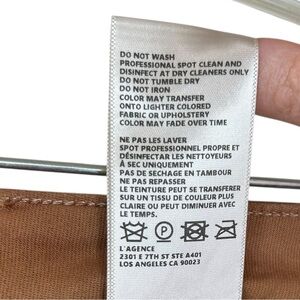 DO NOT WASH
PROFESSIONAL SPOT CLEAN AND
DISINFECT AT DRY CLEANERS ONLY
DO NOT TUMBLE DRY
DO NOT IRON
COLOR MAY TRANSFER
ONTO LIGHTER COLORED
FABRIC OR UPHOLSTERY
COLOR MAY FADE OVER TIME
NE PAS LES LAVER
SPOT PROFESSIONNEL PROPRE ET
DÉSINFECTAR LES NETTOYEURS
À SEC UNIQUEMENT
PAS DE SECHAGE EN TAMBOUR
NE PAS REPASSER
LE TEINTURE PEUT SE TRANSFERER
SUR UN TISSU DE COULEUR PLUS
CLAIRE OU PEUT DIMINUER AVEC
LE TEMPS.
L'AGENCE
2301 E 7TH ST STE A401
LOS ANGELES CA 90023